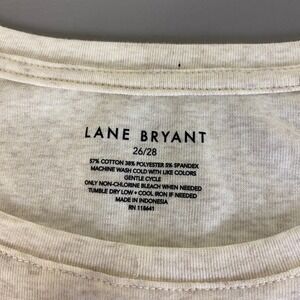 LANE BRYANT
26/28
57% COTTON 38% POLYESTER 5% SPANDEX
MACHINE WASH COLD WITH LIKE COLORS
GENTLE CYCLE
ONLY NON-CHLORINE BLEACH WHEN NEEDED
TUMBLE DRY LOW • COOL IRON IF NEEDED
MADE IN INDONESIA
RN 118641